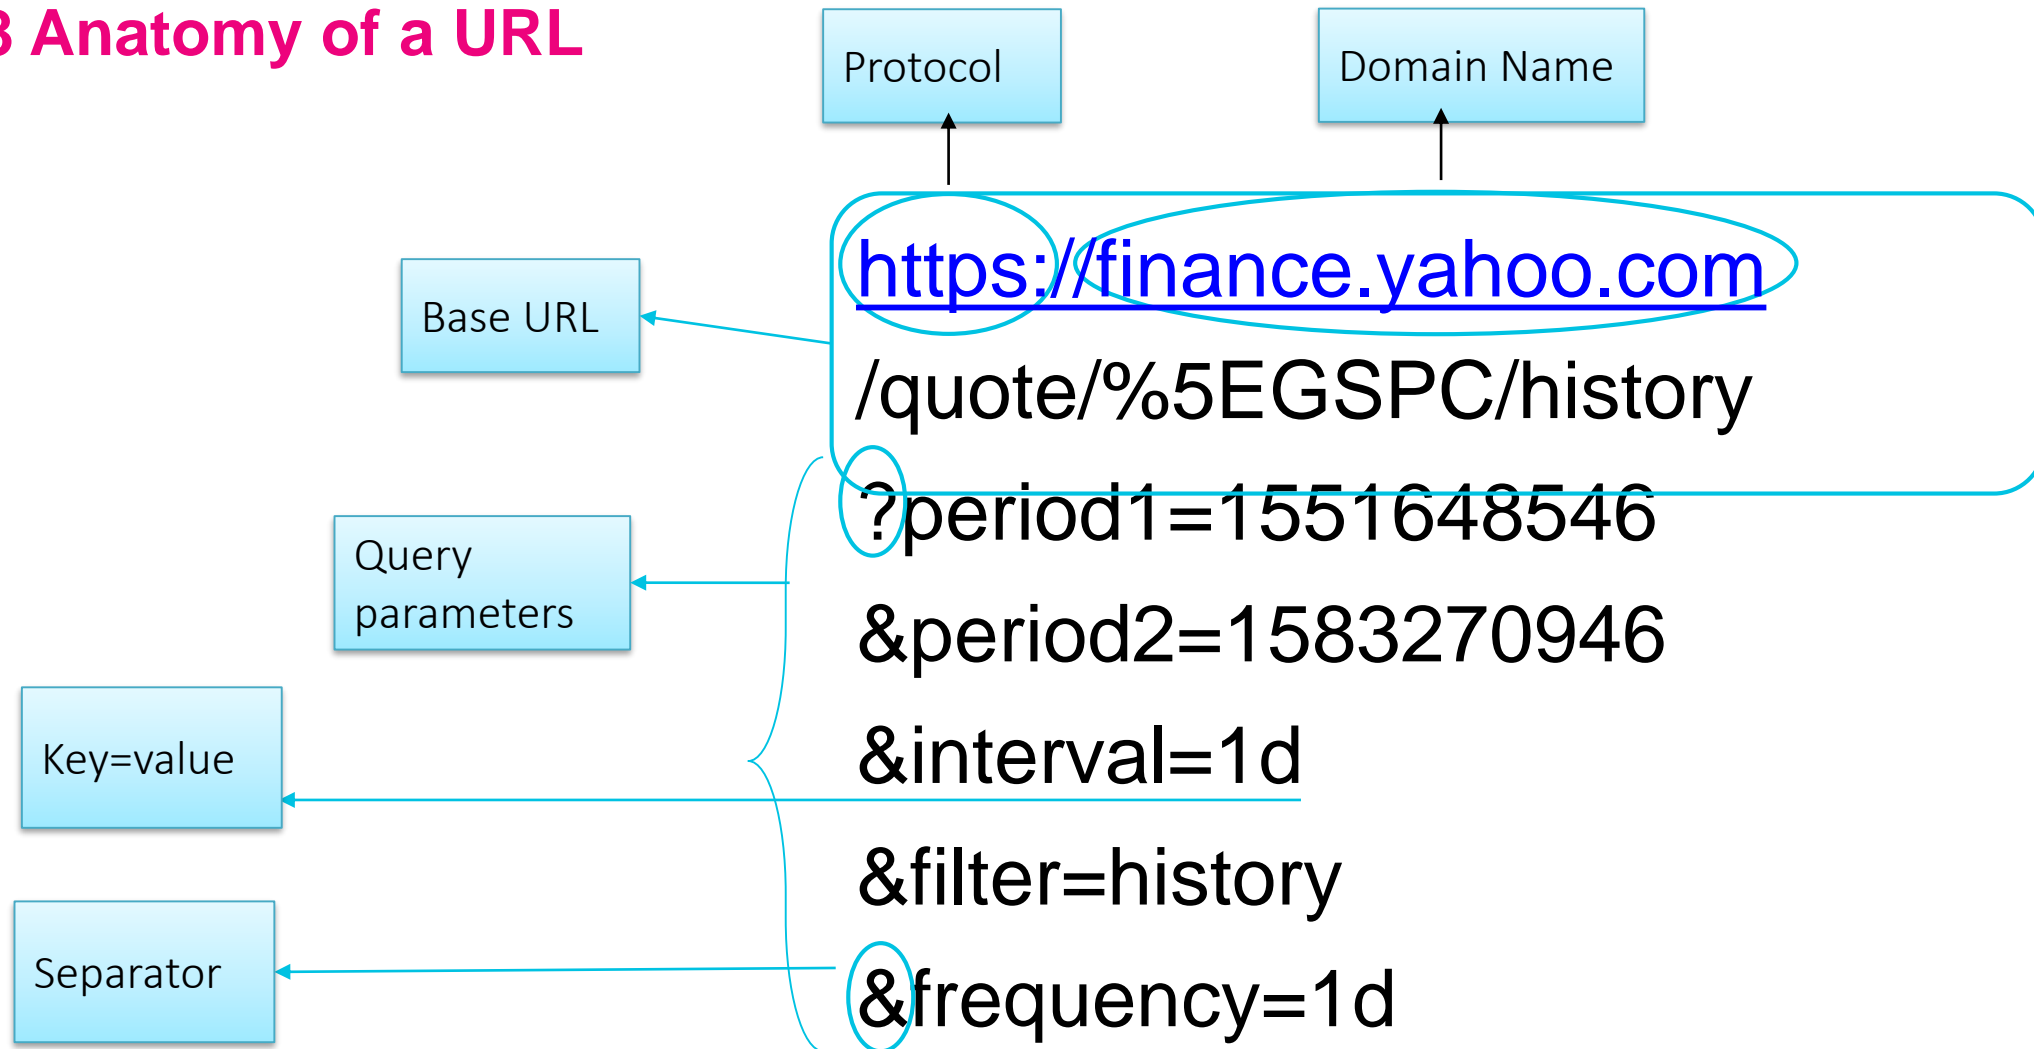 3 Anatomy of a URL
Protocol
Domain Name
https://finance.yahoo.com
Base URL
/quote/%5EGSPC/history
?period1=1551648546
Query
parameters
&period2=1583270946
Key=value
&interval=1d
&filter=history
Separator
&frequency=1d